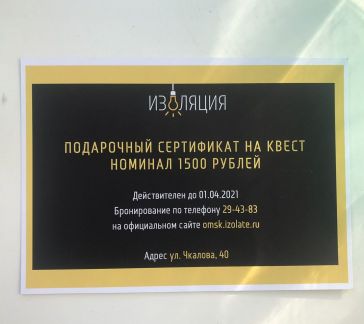 ИЗОЛЯЦИЯ
ПОДАРОЧНЫЙ СЕРТИФИКАТ НА КВЕСТ
НОМИНАЛ 1500 РУБЛЕЙ
Действителен до 01.04.2021
Бронирование по телефону 29-43-83
на официальном сайте omsk.izolate.ru
Адрес ул. Чкалова, 40